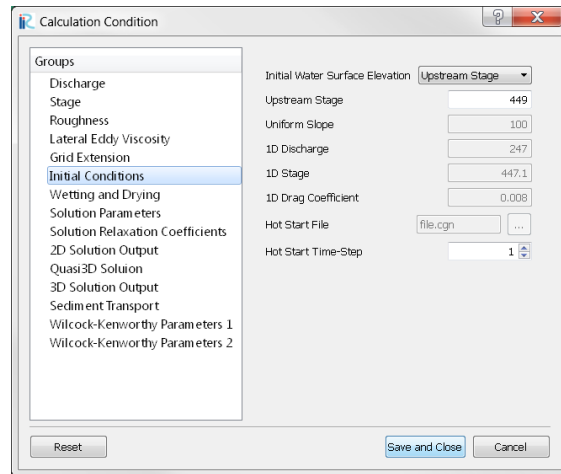 Calculation Condition
Groups
Discharge
Stage
Roughness
Lateral Eddy Viscosity
Grid Extension
Initial Conditions
Wetting and Drying
Solution Parameters
Solution Relaxation Coefficients
2D Solution Output
Quasi3D Soluion
3D Solution Output
Sediment Transport
Wilcock-Kenworthy Parameters 1
Wilcock-Kenworthy Parameters 2
Initial Water Surface Elevation Upstream Stage
Upstream Stage 449
Uniform Slope 100
1D Discharge 247
1D Stage 447.1
1D Drag Coefficient 0.008
Hot Start File file.cgn ...
Hot Start Time-Step 1
Reset Save and Close Cancel